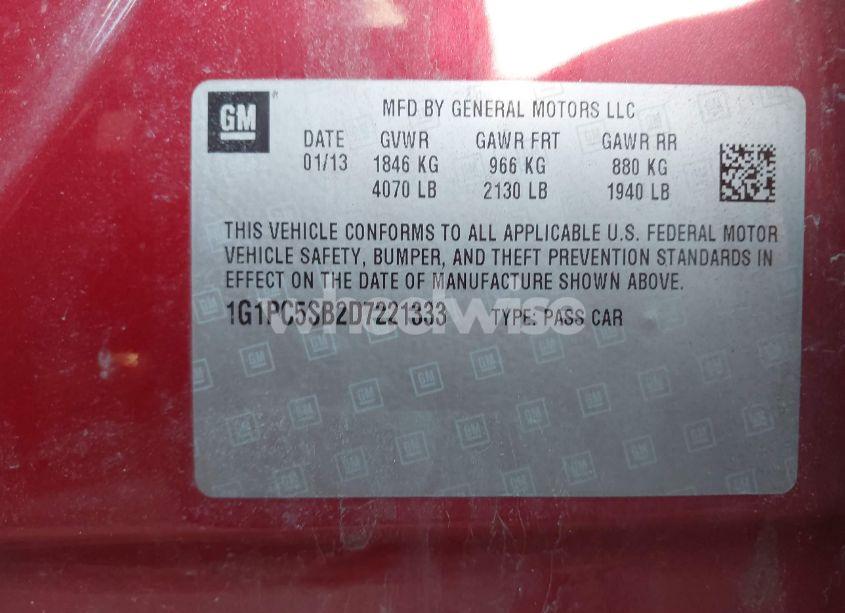 GM
MFD BY GENERAL MOTORS LLC
DATE GVWR GAWR FRT GAWR RR
01/13 1846 KG 966 KG 880 KG
4070 LB 2130 LB 1940 LB
THIS VEHICLE CONFORMS TO ALL APPLICABLE U.S. FEDERAL MOTOR
VEHICLE SAFETY, BUMPER, AND THEFT PREVENTION STANDARDS IN
EFFECT ON THE DATE OF MANUFACTURE SHOWN ABOVE.
1G1PC5SB2D7221333 TYPE: PASS CAR
wheelwise